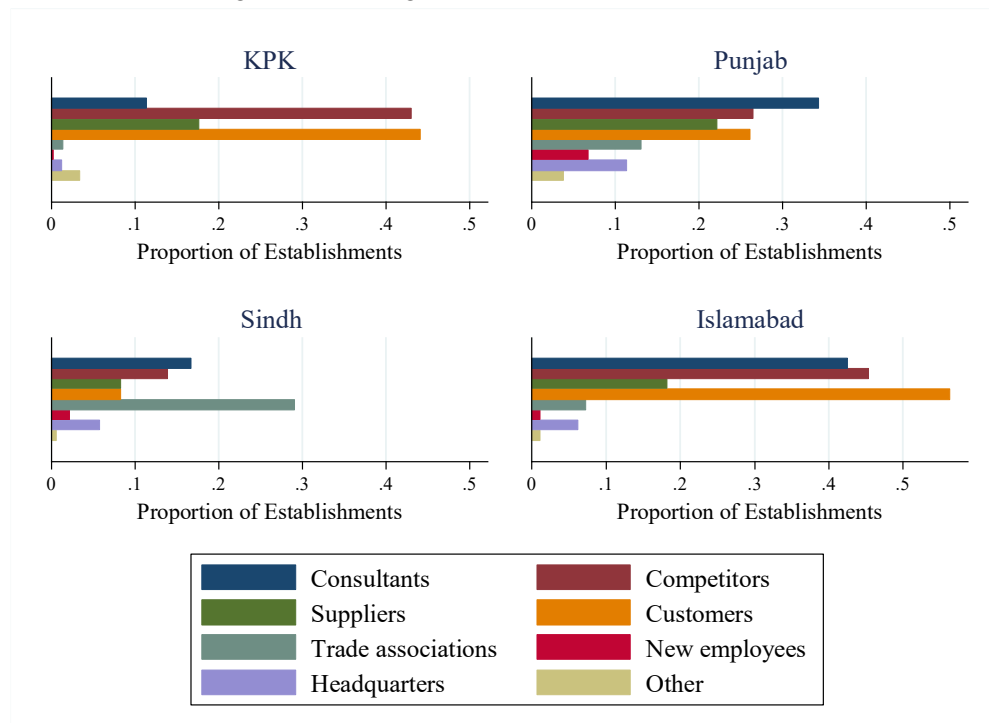 KPK
Punjab
0 .1 .2 .3 .4 .5
0 .1 .2 .3 .4 .5
Proportion of Establishments
Proportion of Establishments
Sindh
Islamabad
0 .1 .2 .3 .4 .5
0 .1 .2 .3 .4 .5
Proportion of Establishments
Proportion of Establishments
Consultants
Competitors
Suppliers
Customers
Trade associations
New employees
Headquarters
Other